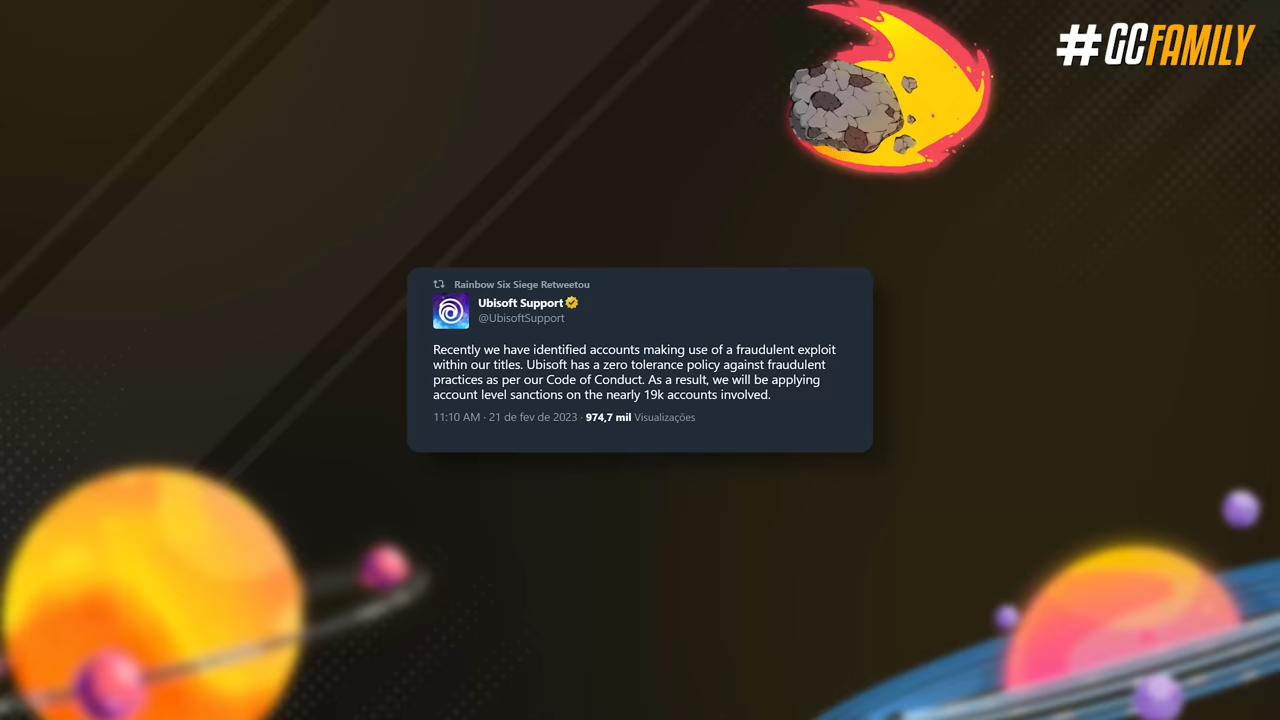 #GCFAMILY
Rainbow Six Siege Retweetou
Ubisoft Support
@UbisoftSupport
Recently we have identified accounts making use of a fraudulent exploit
within our titles. Ubisoft has a zero tolerance policy against fraudulent
practices as per our Code of Conduct. As a result, we will be applying
account level sanctions on the nearly 19k accounts involved.
11:10 AM · 21 de fev de 2023 · 974,7 mil Visualizações